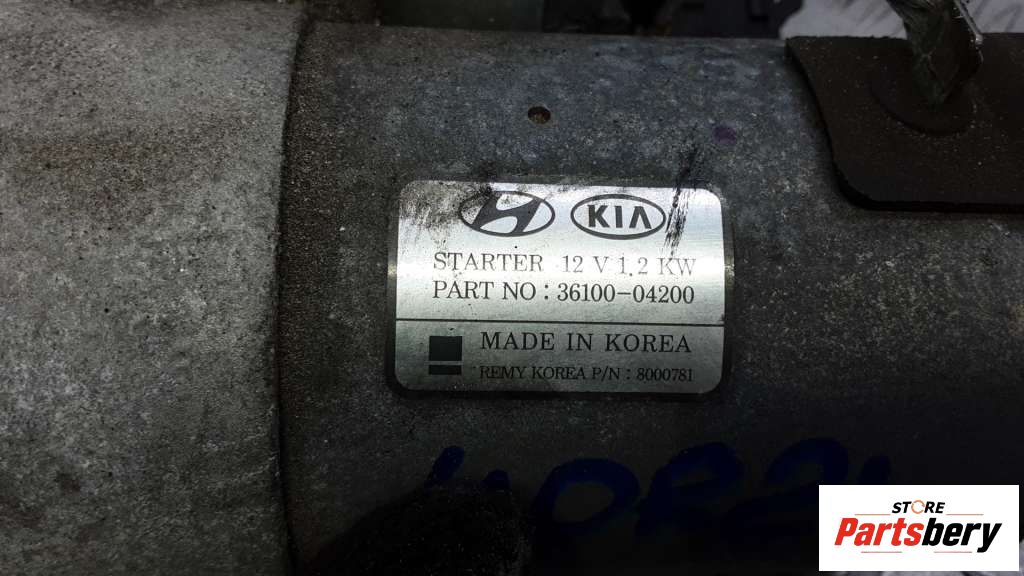 KIA
STARTER 12 V 1.2 KW
PART NO : 36100-04200
MADE IN KOREA
REMY KOREA P/N : 8000781
STORE
Partsbery